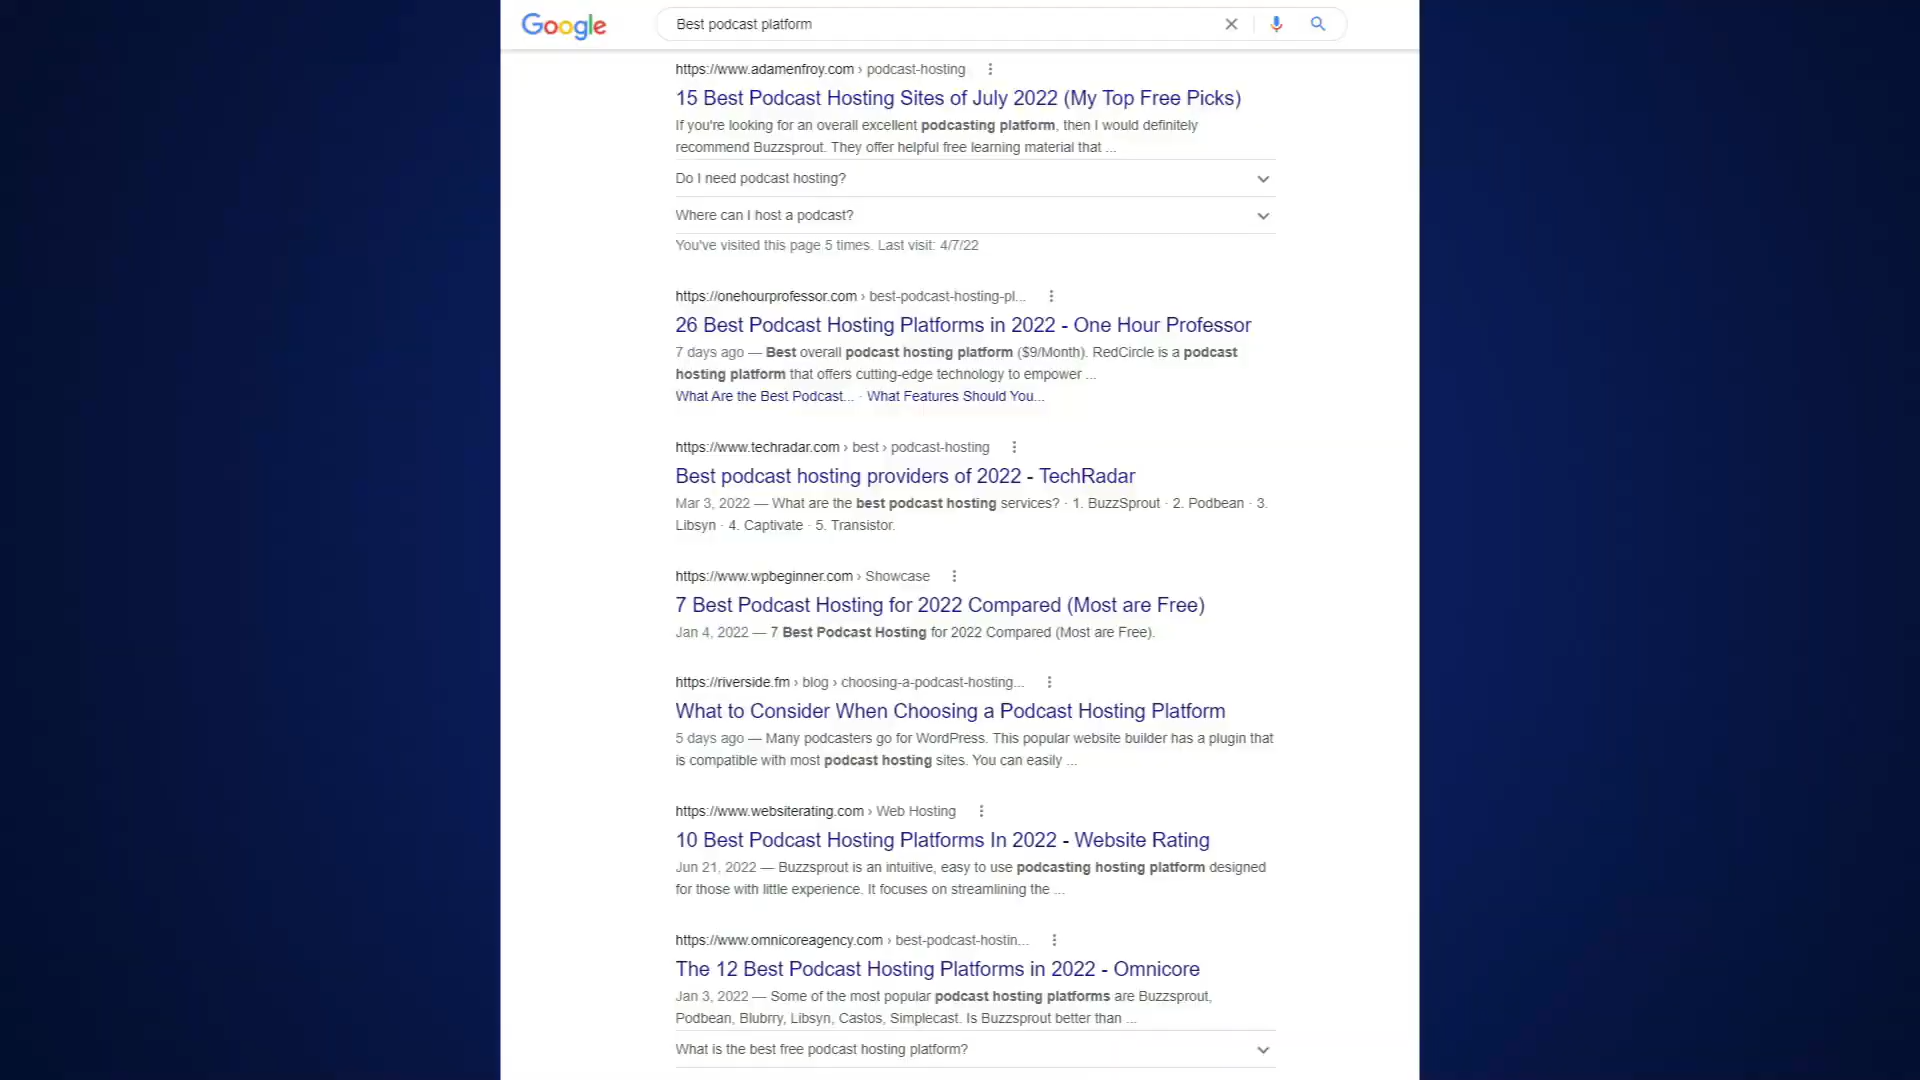 Google
Best podcast platform
https://www.adamenfroy.com › podcast-hosting
15 Best Podcast Hosting Sites of July 2022 (My Top Free Picks)
If you're looking for an overall excellent podcasting platform, then I would definitely
recommend Buzzsprout. They offer helpful free learning material that ...
Do I need podcast hosting?
Where can I host a podcast?
You've visited this page 5 times. Last visit: 4/7/22
https://onehourprofessor.com › best-podcast-hosting-pl...
26 Best Podcast Hosting Platforms in 2022 - One Hour Professor
7 days ago — Best overall podcast hosting platform ($9/Month). RedCircle is a podcast
hosting platform that offers cutting-edge technology to empower ...
What Are the Best Podcast... · What Features Should You...
https://www.techradar.com › best › podcast-hosting
Best podcast hosting providers of 2022 - TechRadar
Mar 3, 2022 — What are the best podcast hosting services? · 1. BuzzSprout · 2. Podbean · 3.
Libsyn · 4. Captivate · 5. Transistor.
https://www.wpbeginner.com › Showcase
7 Best Podcast Hosting for 2022 Compared (Most are Free)
Jan 4, 2022 — 7 Best Podcast Hosting for 2022 Compared (Most are Free).
https://riverside.fm › blog › choosing-a-podcast-hosting...
What to Consider When Choosing a Podcast Hosting Platform
5 days ago — Many podcasters go for WordPress. This popular website builder has a plugin that
is compatible with most podcast hosting sites. You can easily ...
https://www.websiterating.com › Web Hosting
10 Best Podcast Hosting Platforms In 2022 - Website Rating
Jun 21, 2022 — Buzzsprout is an intuitive, easy to use podcasting hosting platform designed
for those with little experience. It focuses on streamlining the ...
https://www.omnicoreagency.com › best-podcast-hostin...
The 12 Best Podcast Hosting Platforms in 2022 - Omnicore
Jan 3, 2022 — Some of the most popular podcast hosting platforms are Buzzsprout,
Podbean, Blubrry, Libsyn, Castos, Simplecast. Is Buzzsprout better than ...
What is the best free podcast hosting platform?